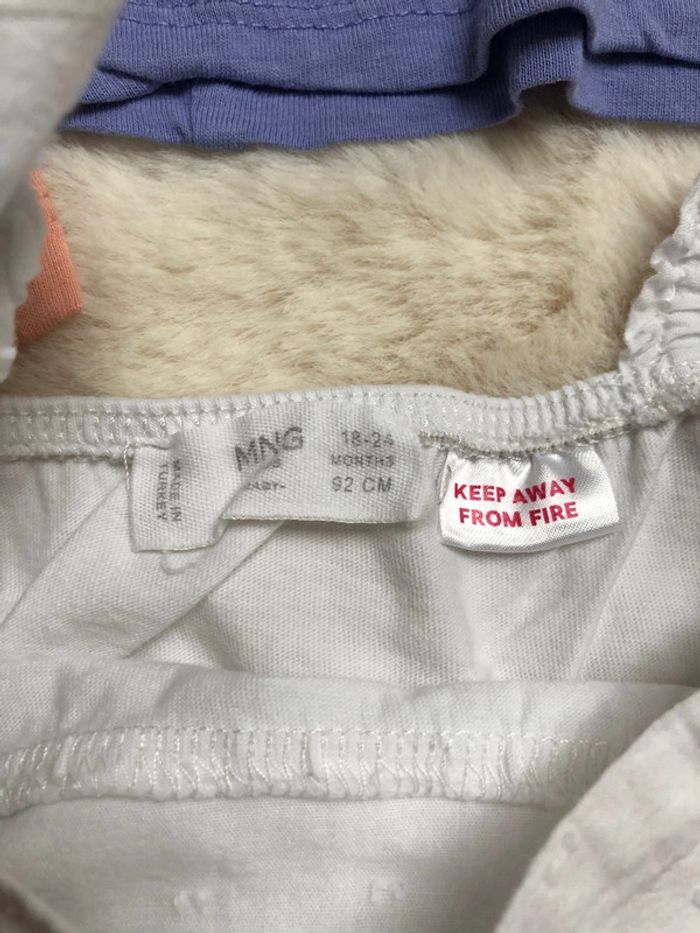 MADE IN
TURKEY
MNG
BABY-
18-24
MONTHS
92 CM
KEEP AWAY
FROM FIRE